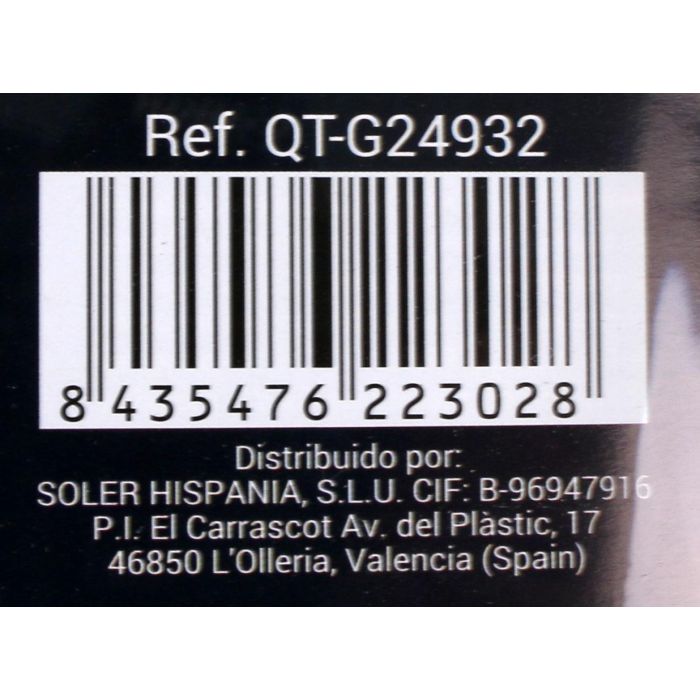 Ref. QT-G24932
8 435476 223028
Distribuido por:
SOLER HISPANIA, S.L.U. CIF: B-96947916
P.I. El Carrascot Av. del Plàstic, 17
46850 L'Olleria, Valencia (Spain)